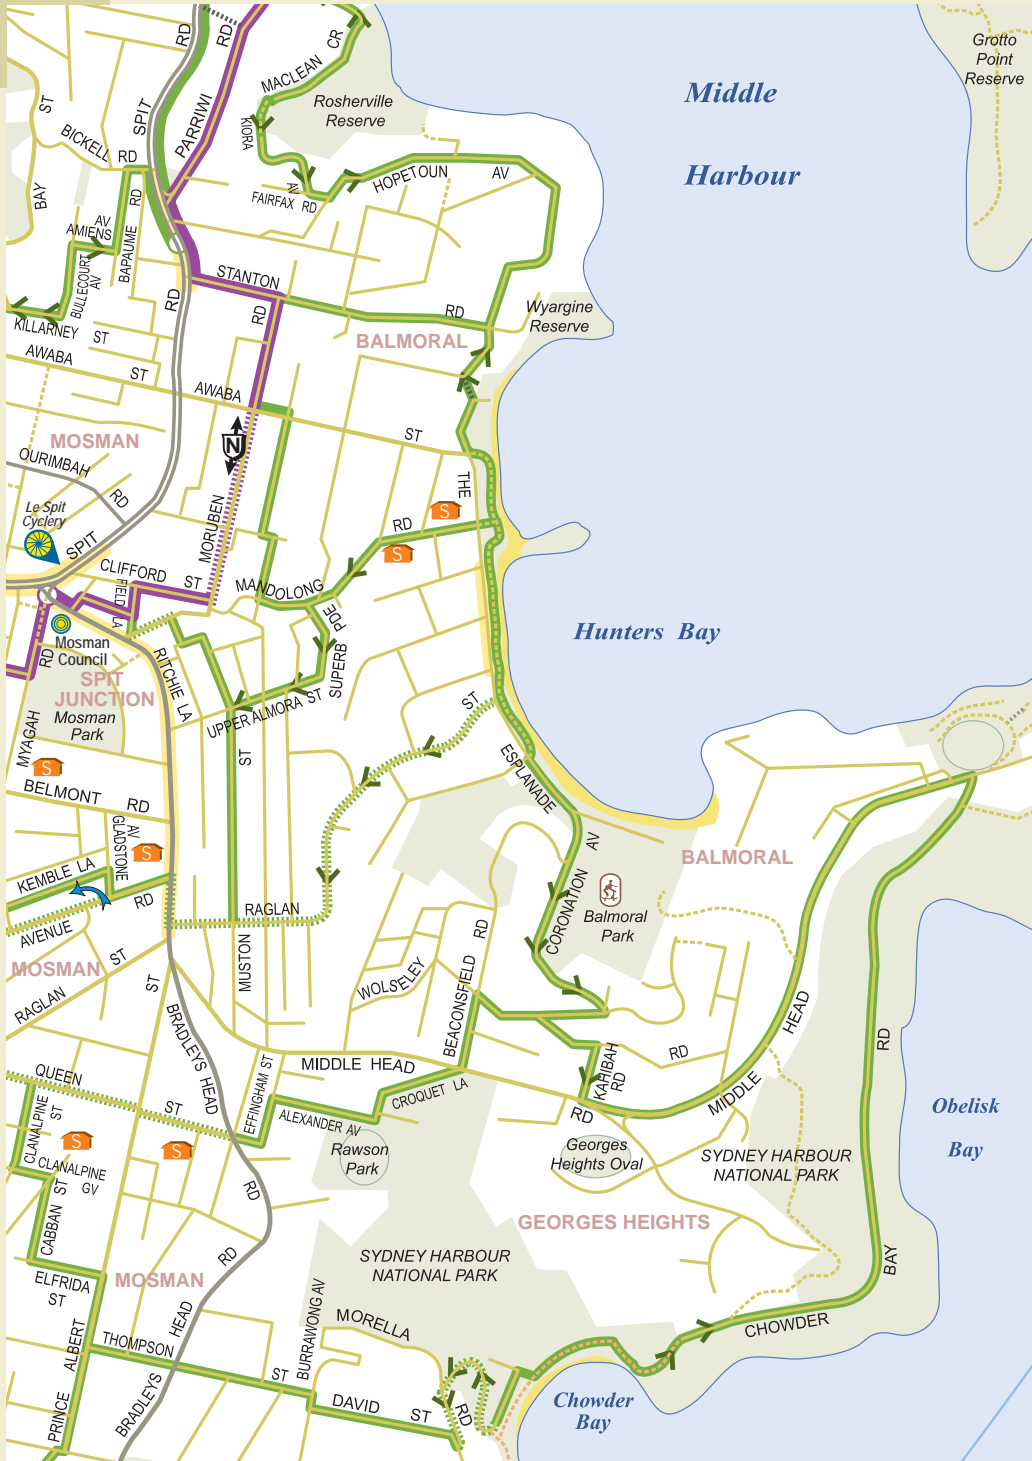 RD
RD
SPIT
PARRIWI
MACLEAN
CR
Rosherville
Reserve
Grotto
Point
Reserve
Middle
Harbour
ST
BICKELL
RD
BAY
KIORA
AV
FAIRFAX RD
HOPETOUN
AV
AV
AMIENS
RD
BAPAUME
BULLECOURT
AV
KILLARNEY
ST
RD
STANTON
RD
RD
Wyargine
Reserve
BALMORAL
AWABA
ST
AWABA
ST
N
MOSMAN
OURIMBAH
RD
Le Spit
Cyclery
SPIT
MORUBEN
THE
S
RD
S
CLIFFORD
ST
FIELD LA
MANDOLONG
PDE
SUPERB
Hunters Bay
Mosman
Council
RD
SPIT
JUNCTION
Mosman
Park
RITCHIE LA
UPPER ALMORA ST
ST
ST
MYAGAH
S
BELMONT
RD
ESPLANADE
AV
GLADSTONE
S
KEMBLE LA
RD
AVENUE
RAGLAN
AV
CORONATION
Balmoral
Park
BALMORAL
MOSMAN
ST
RAGLAN
ST
MUSTON
WOLSELEY
RD
BEACONSFIELD
HEAD
RD
BRADLEYS HEAD
MIDDLE HEAD
KAHIBAH
RD
RD
MIDDLE
RD
QUEEN
ST
EFFINGHAM ST
ALEXANDER AV
CROQUET LA
CLANALPINE
ST
S
S
CLANALPINE
GV
Rawson
Park
Georges
Heights Oval
SYDNEY HARBOUR
NATIONAL PARK
Obelisk
Bay
CABBAN
ST
RD
GEORGES HEIGHTS
RD
SYDNEY HARBOUR
NATIONAL PARK
BAY
ELFRIDA
ST
MOSMAN
HEAD
BURRAWONG AV
MORELLA
CHOWDER
ALBERT
THOMPSON
ST
BRADLEYS
PRINCE
DAVID
ST
RD
Chowder
Bay